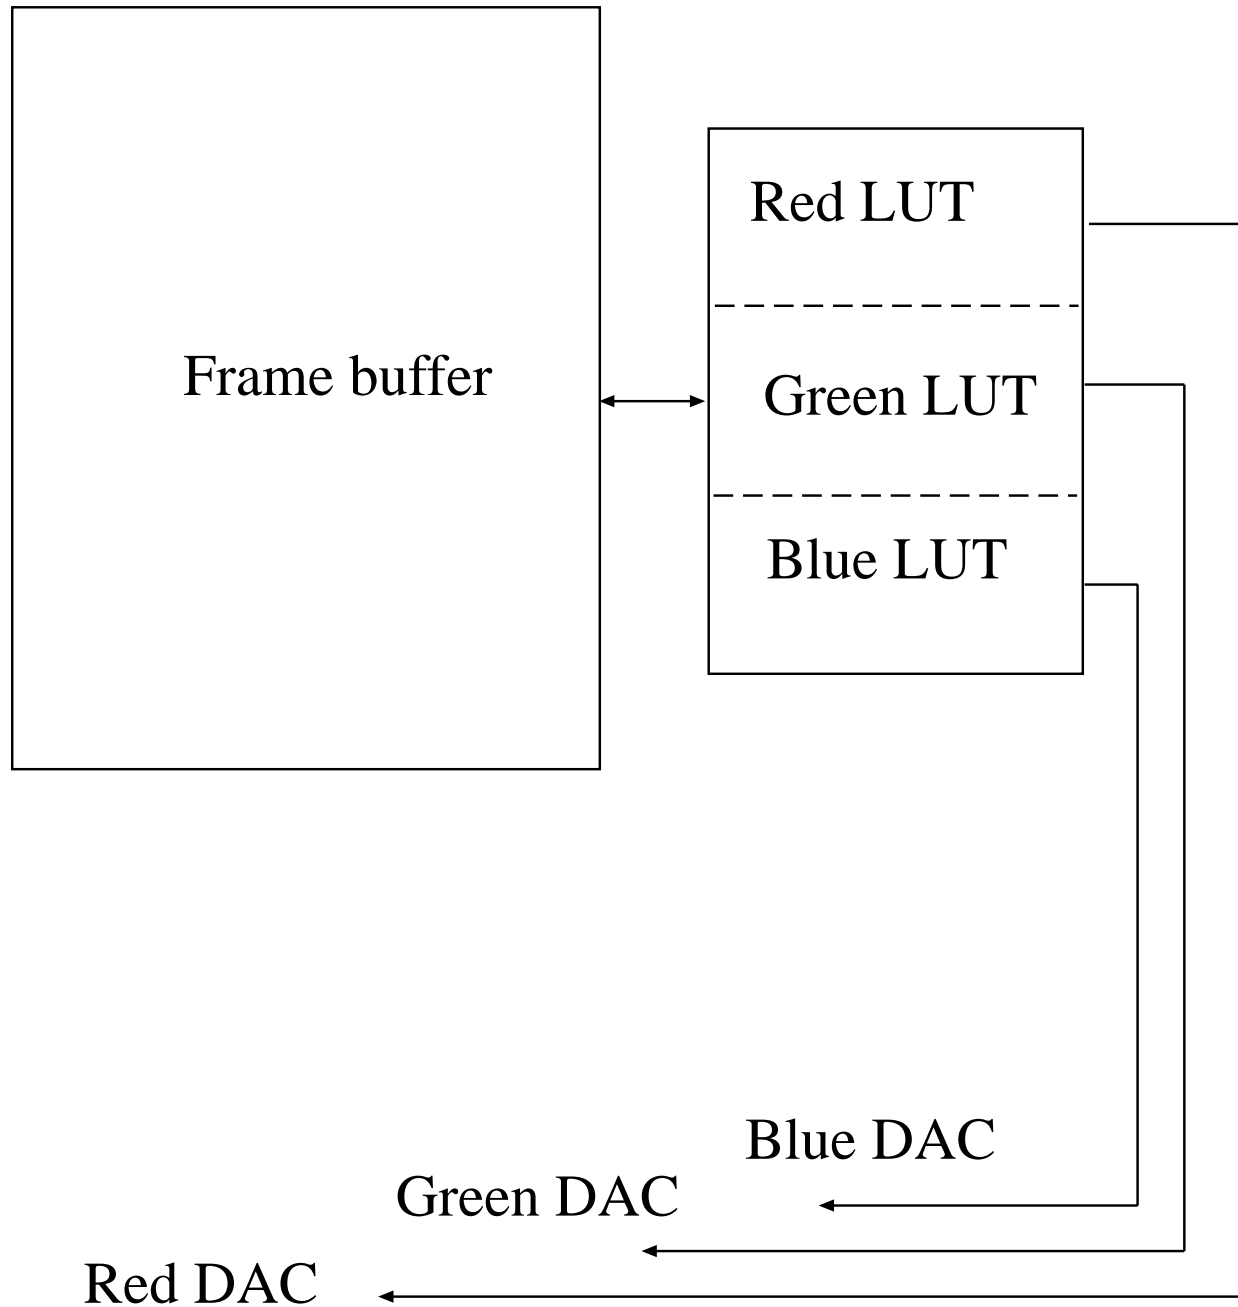 Red LUT
Frame buffer
Green LUT
Blue LUT
Blue DAC
Green DAC
Red DAC